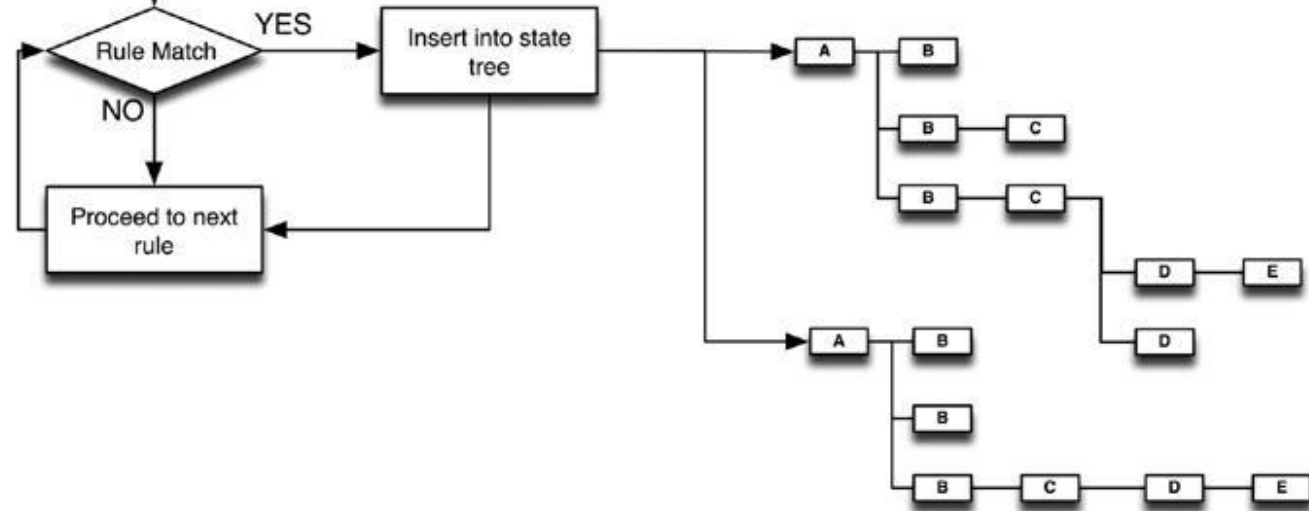 YES
Rule Match
Insert into state
tree
A B
NO
B C
Proceed to next
rule
B C
D E
A B D
B
B C D E